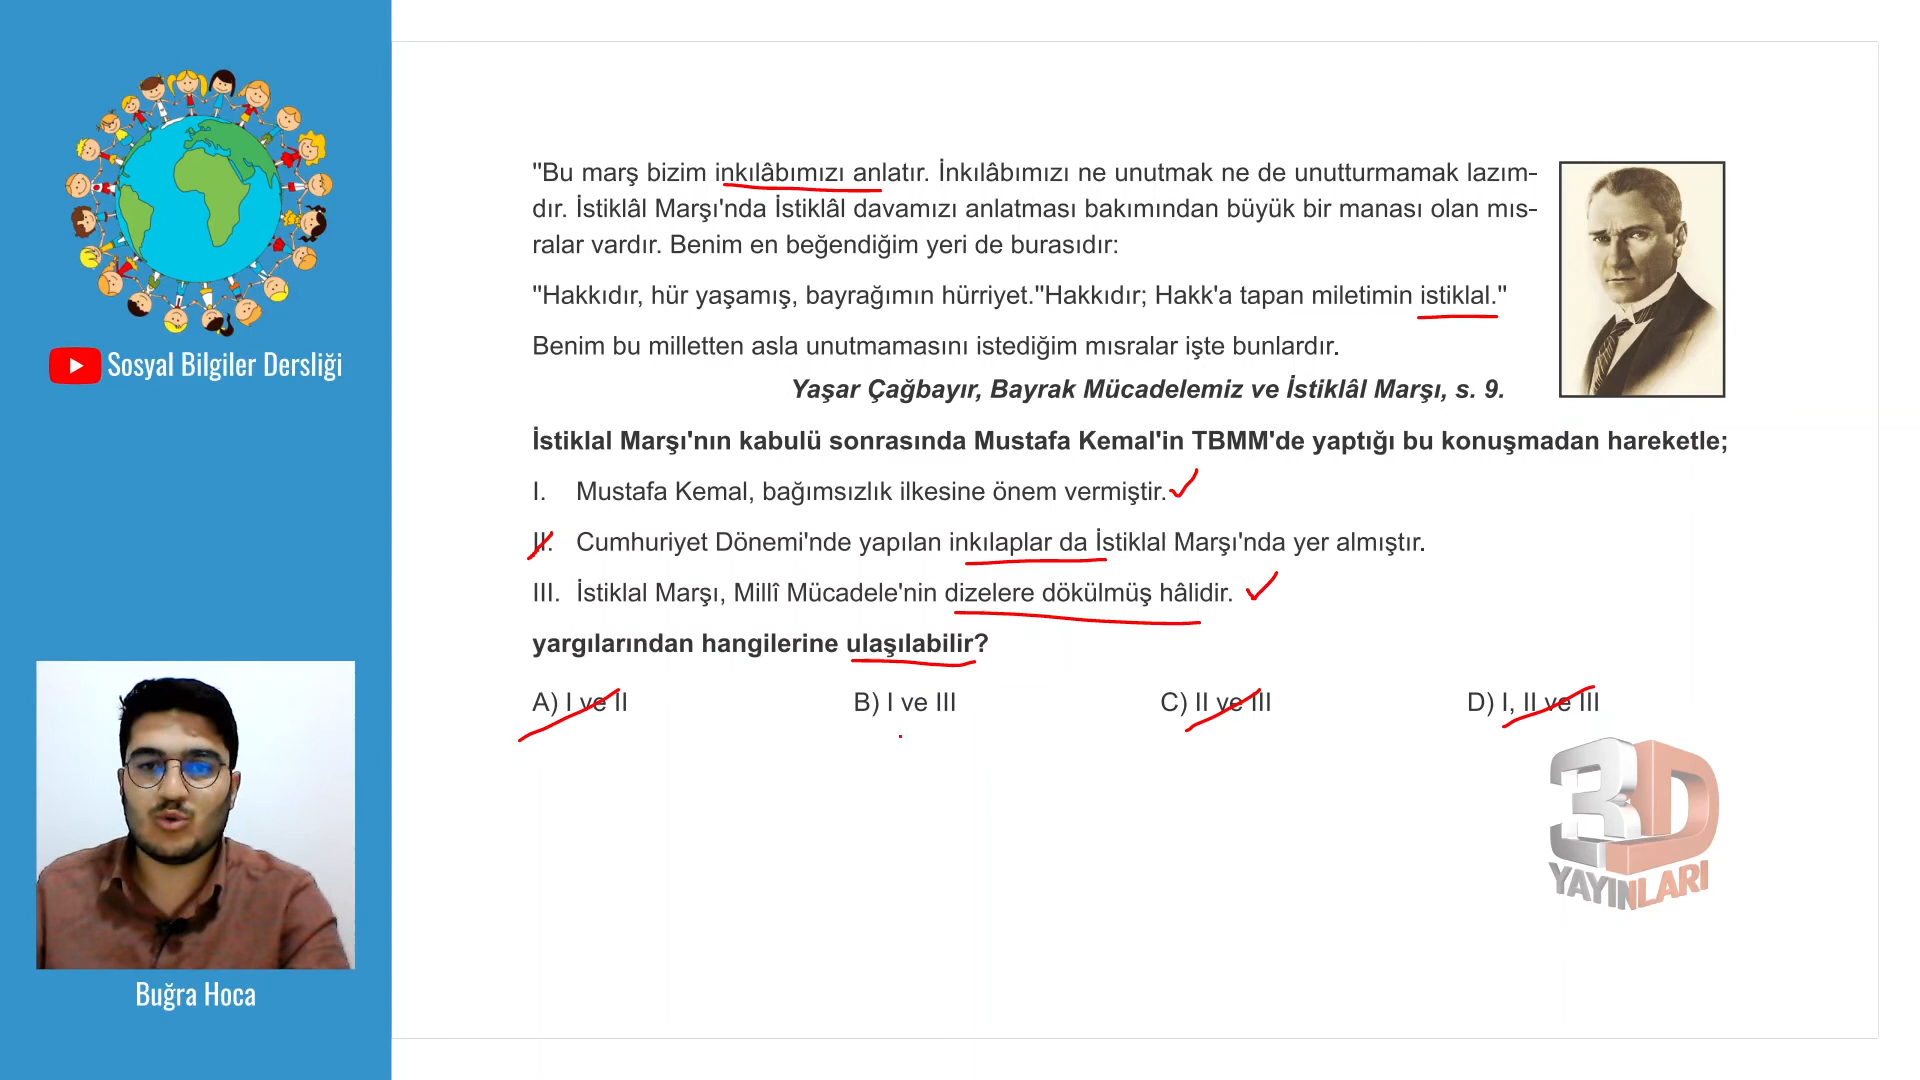 "Bu marş bizim inkılâbımızı anlatır. İnkılâbımızı ne unutmak ne de unutturmamak lazım-
dır. İstiklâl Marşı'nda İstiklâl davamızı anlatması bakımından büyük bir manası olan mıs-
ralar vardır. Benim en beğendiğim yeri de burasıdır:
"Hakkıdır, hür yaşamış, bayrağımın hürriyet."Hakkıdır; Hakk'a tapan miletimin istiklal."
Benim bu milletten asla unutmamasını istediğim mısralar işte bunlardır.
Yaşar Çağbayır, Bayrak Mücadelemiz ve İstiklâl Marşı, s. 9.
İstiklal Marşı'nın kabulü sonrasında Mustafa Kemal'in TBMM'de yaptığı bu konuşmadan hareketle;
I. Mustafa Kemal, bağımsızlık ilkesine önem vermiştir.
II. Cumhuriyet Dönemi'nde yapılan inkılaplar da İstiklal Marşı'nda yer almıştır.
III. İstiklal Marşı, Millî Mücadele'nin dizelere dökülmüş hâlidir.
yargılarından hangilerine ulaşılabilir?
A) I ve II B) I ve III C) II ve III D) I, II ve III
3D
YAYINLARI
Sosyal Bilgiler Dersliği
Buğra Hoca